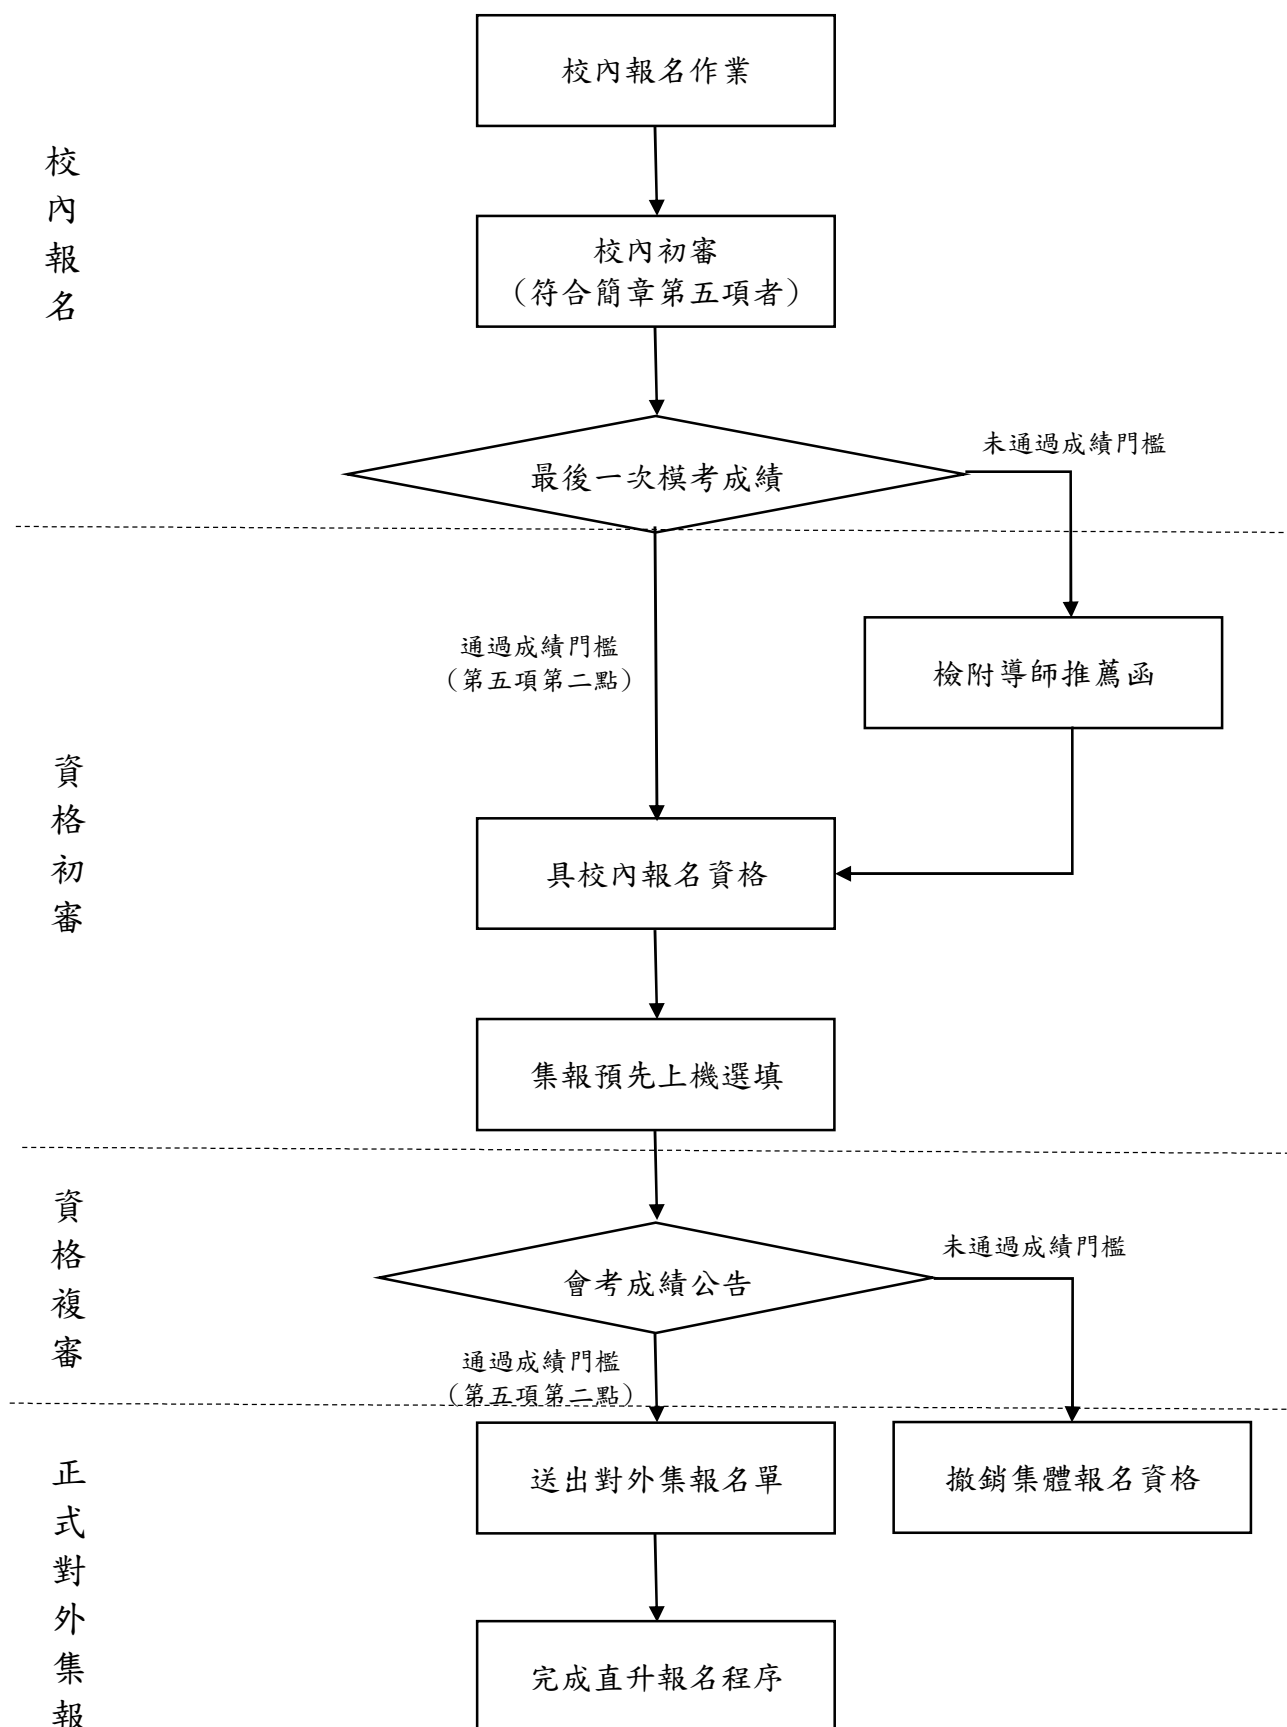 校內報名
校內報名作業
校內初審
（符合簡章第五項者）
最後一次模考成績
未通過成績門檻
資格初審
通過成績門檻
（第五項第二點）
檢附導師推薦函
具校內報名資格
集報預先上機選填
資格複審
會考成績公告
未通過成績門檻
通過成績門檻
（第五項第二點）
正式對外集報
送出對外集報名單
撤銷集體報名資格
完成直升報名程序